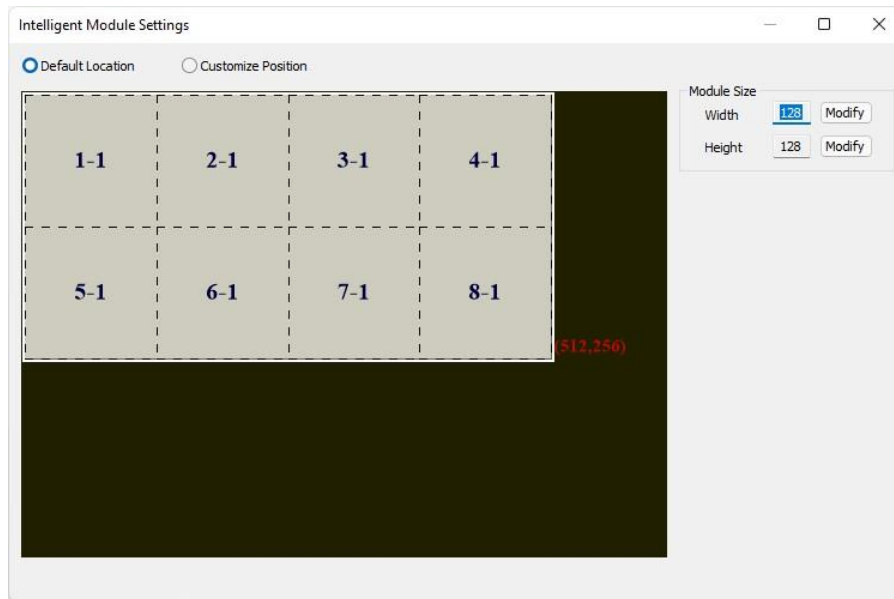 Intelligent Module Settings
Default Location
Customize Position
Module Size
Width 128 Modify
Height 128 Modify
1-1 2-1 3-1 4-1
5-1 6-1 7-1 8-1
(512,256)